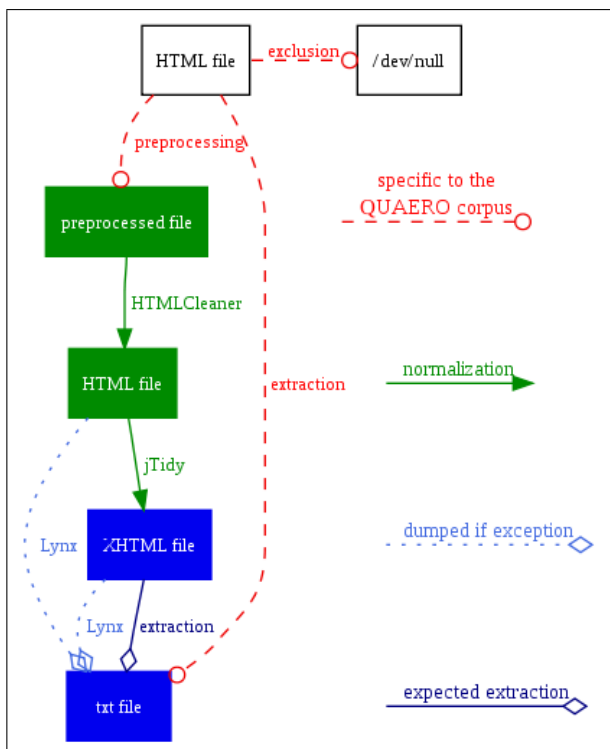 HTML file
exclusion
/dev/null
preprocessing
specific to the
QUAERO corpus
preprocessed file
HTMLCleaner
HTML file
extraction
normalization
jTidy
Lynx
XHTML file
dumped if exception
Lynx
extraction
txt file
expected extraction